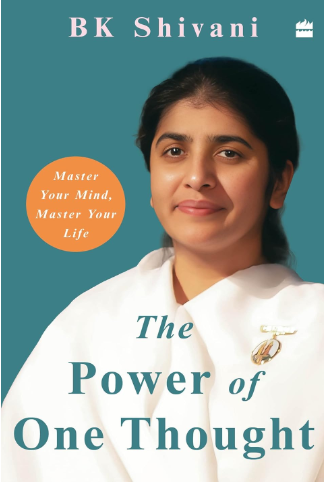 BK Shivani
Master
Your Mind,
Master Your
Life
The
Power of
One Thought